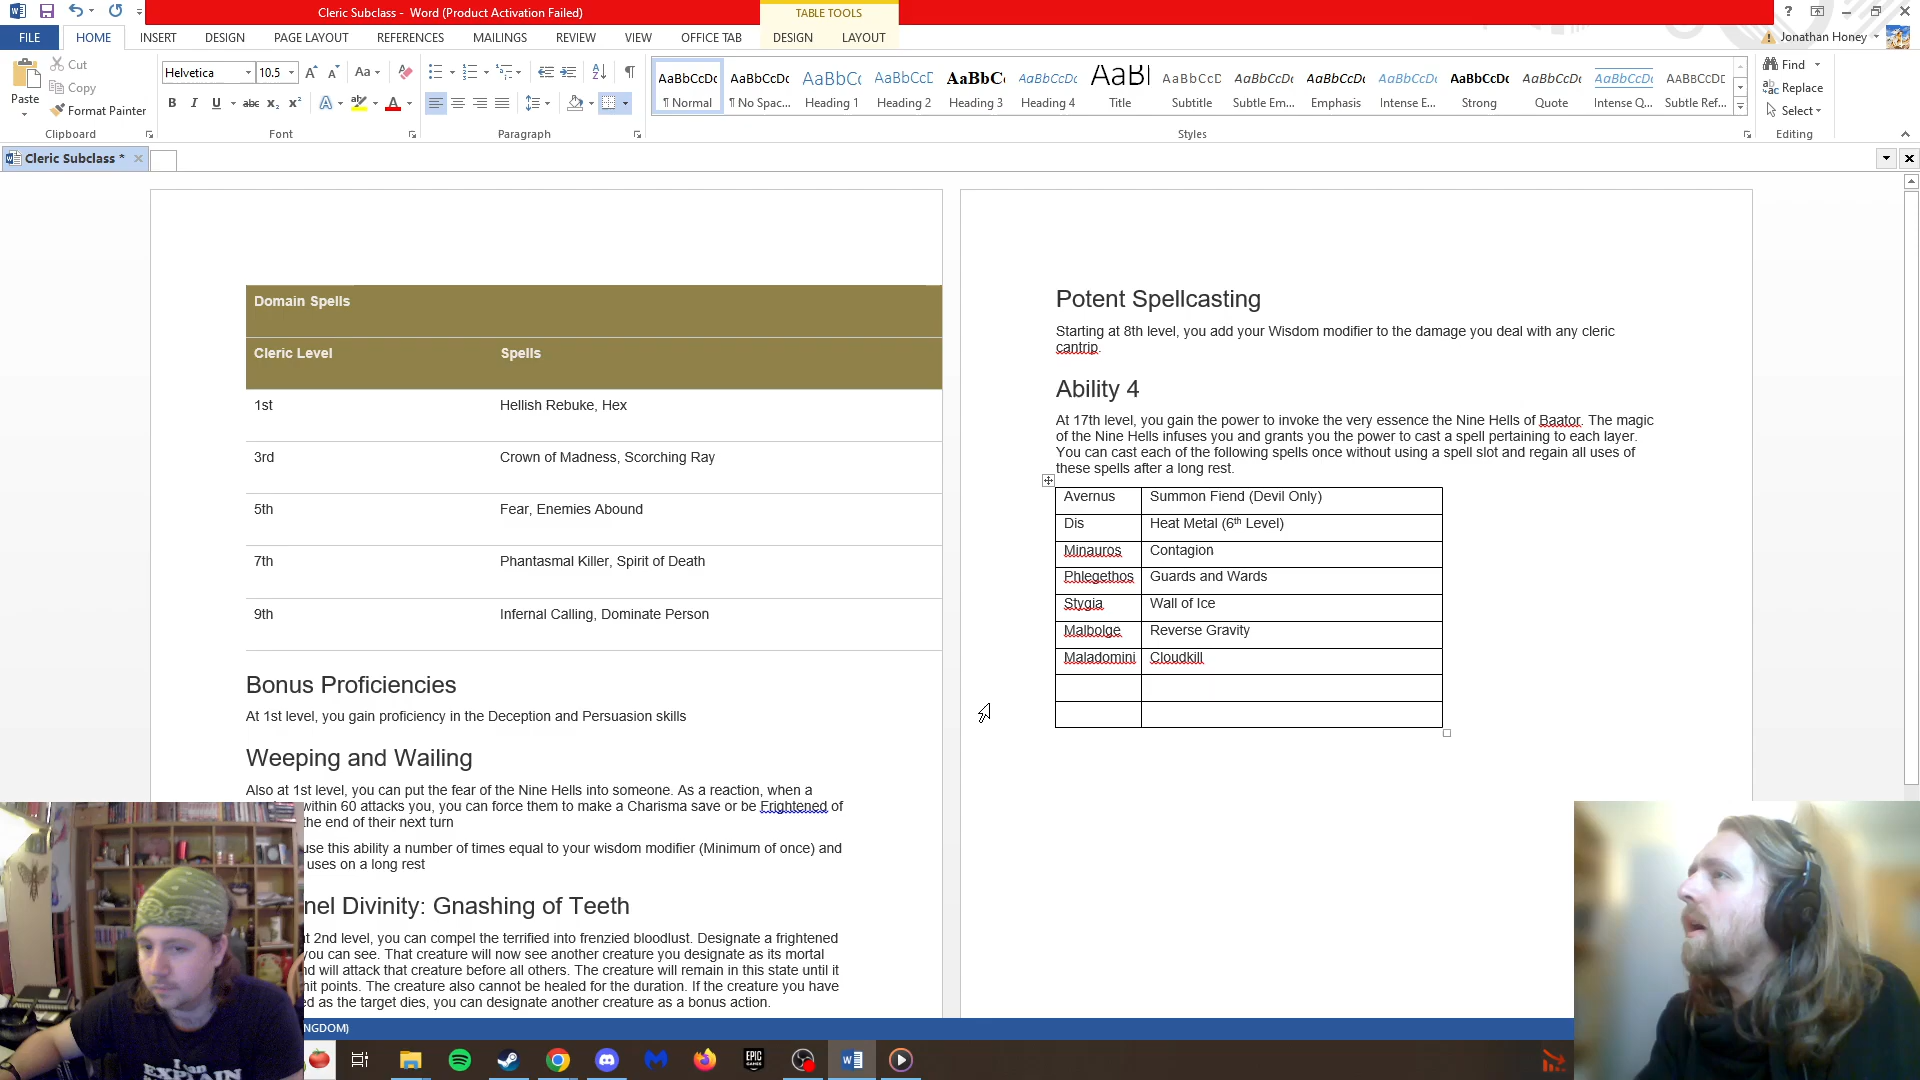 Cleric Subclass - Word (Product Activation Failed)
TABLE TOOLS
FILE
HOME
INSERT
DESIGN
PAGE LAYOUT
REFERENCES
MAILINGS
REVIEW
VIEW
OFFICE TAB
DESIGN
LAYOUT
Jonathan Honey
Paste
Cut
Copy
Format Painter
Clipboard
Helvetica
10.5
Font
Paragraph
¶ Normal
¶ No Spac...
Heading 1
Heading 2
Heading 3
Heading 4
Title
Subtitle
Subtle Em...
Emphasis
Intense E...
Strong
Quote
Intense Q...
Subtle Ref...
Styles
Find
Replace
Select
Editing
Cleric Subclass *
Domain Spells
Cleric Level Spells
1st Hellish Rebuke, Hex
3rd Crown of Madness, Scorching Ray
5th Fear, Enemies Abound
7th Phantasmal Killer, Spirit of Death
9th Infernal Calling, Dominate Person
Bonus Proficiencies
At 1st level, you gain proficiency in the Deception and Persuasion skills
Weeping and Wailing
Also at 1st level, you can put the fear of the Nine Hells into someone. As a reaction, when a
within 60 attacks you, you can force them to make a Charisma save or be Frightened of
the end of their next turn
use this ability a number of times equal to your wisdom modifier (Minimum of once) and
uses on a long rest
nel Divinity: Gnashing of Teeth
at 2nd level, you can compel the terrified into frenzied bloodlust. Designate a frightened
you can see. That creature will now see another creature you designate as its mortal
nd will attack that creature before all others. The creature will remain in this state until it
hit points. The creature also cannot be healed for the duration. If the creature you have
ed as the target dies, you can designate another creature as a bonus action.
Potent Spellcasting
Starting at 8th level, you add your Wisdom modifier to the damage you deal with any cleric
cantrip.
Ability 4
At 17th level, you gain the power to invoke the very essence the Nine Hells of Baator. The magic
of the Nine Hells infuses you and grants you the power to cast a spell pertaining to each layer.
You can cast each of the following spells once without using a spell slot and regain all uses of
these spells after a long rest.
Avernus Summon Fiend (Devil Only)
Dis Heat Metal (6th Level)
Minauros Contagion
Phlegethos Guards and Wards
Stygia Wall of Ice
Malbolge Reverse Gravity
Maladomini Cloudkill
NGDOM)
EXPLAIN
EPIC
GAMES